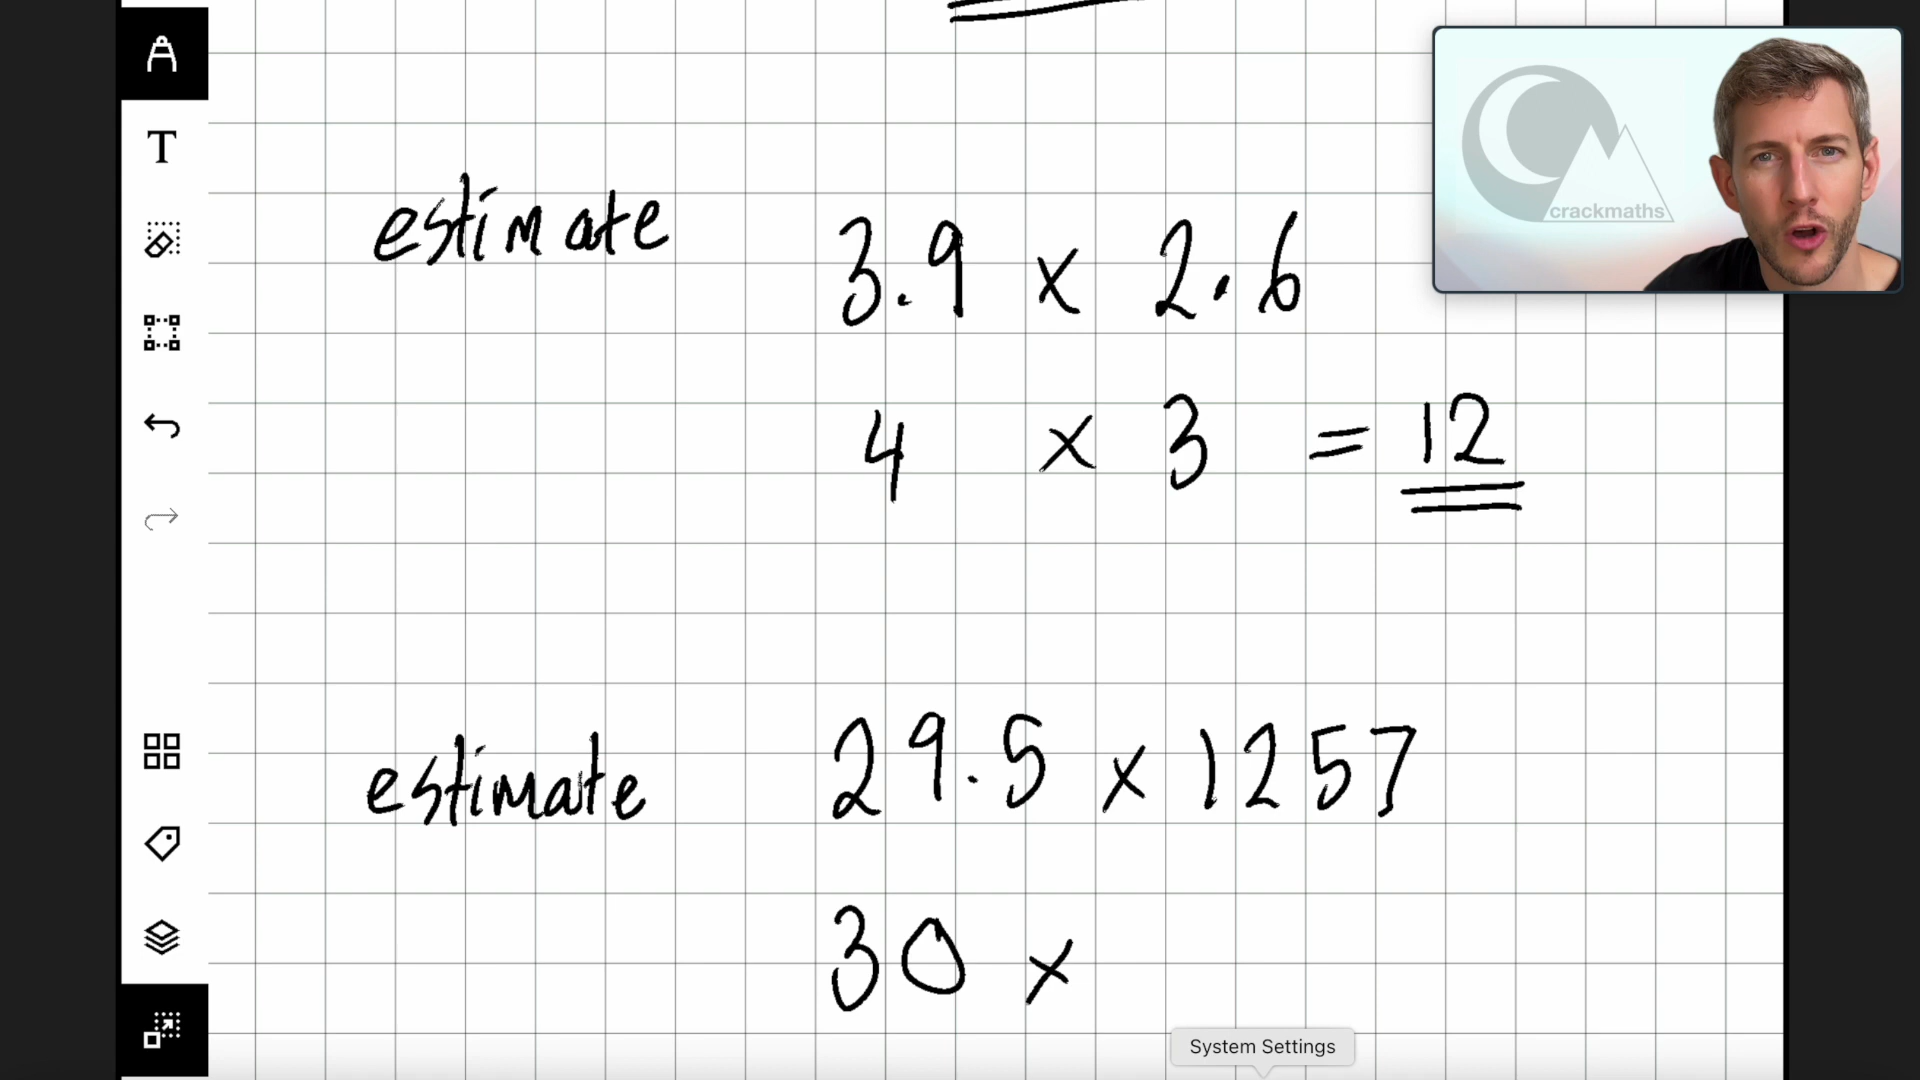 T
crackmaths
estimate 3.9 x 2.6
4 x 3 = 12
estimate 29.5 x 1257
30 x
System Settings